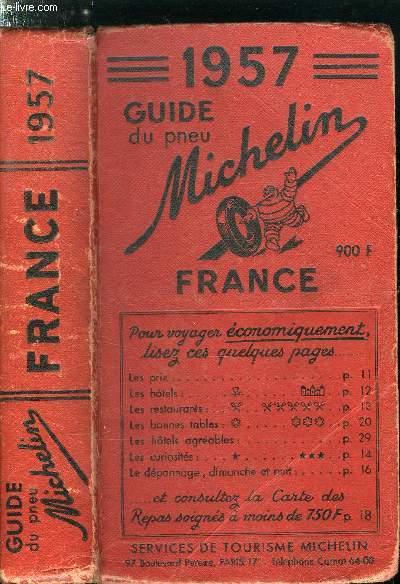 le-livre.com
1957
GUIDE
du pneu
Michelin
FRANCE
900 F
Pour voyager économiquement,
lisez ces quelques pages.....
Les prix : . . . . . . . . . . . p. 11
Les hôtels : . . . . . . p. 12
Les restaurants : . . . p. 13
Les bonnes tables : . . . . p. 20
Les hôtels agréables : . . . . . . p. 29
Les curiosités : . . . ★ . . . . . ★★★ . . p. 14
Le dépannage, dimanche et nuit : . . . . . . p. 16
....et consultez la Carte des
Repas soignés à moins de 750 F p. 18
SERVICES DE TOURISME MICHELIN
97 Boulevard Pereire, PARIS 17e Téléphone Carnot 64-00
GUIDE
du pneu
Michelin
FRANCE
1957